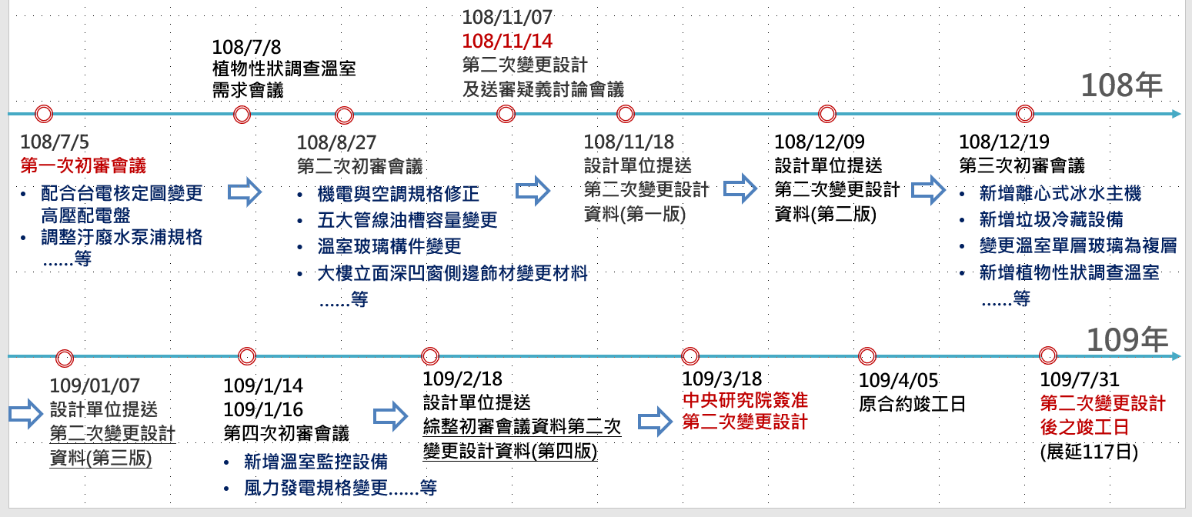 108年
108/7/5
第一次初審會議
• 配合台電核定圖變更
高壓配電盤
• 調整汙廢水泵浦規格
……等
108/7/8
植物性狀調查溫室
需求會議
108/8/27
第二次初審會議
• 機電與空調規格修正
• 五大管線油槽容量變更
• 溫室玻璃構件變更
• 大樓立面深凹窗側邊飾材變更材料
……等
108/11/07
108/11/14
第二次變更設計
及送審疑義討論會議
108/11/18
設計單位提送
第二次變更設計
資料(第一版)
108/12/09
設計單位提送
第二次變更設計
資料(第二版)
108/12/19
第三次初審會議
• 新增離心式冰水主機
• 新增垃圾冷藏設備
• 變更溫室單層玻璃為複層
• 新增植物性狀調查溫室
……等
109年
109/01/07
設計單位提送
第二次變更設計
資料(第三版)
109/1/14
109/1/16
第四次初審會議
• 新增溫室監控設備
• 風力發電規格變更……等
109/2/18
設計單位提送
綜整初審會議資料第二次
變更設計資料(第四版)
109/3/18
中央研究院簽准
第二次變更設計
109/4/05
原合約竣工日
109/7/31
第二次變更設計
後之竣工日
(展延117日)